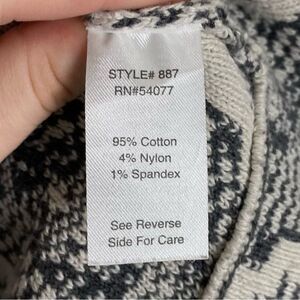 STYLE# 887
RN#54077
95% Cotton
4% Nylon
1% Spandex
See Reverse
Side For Care